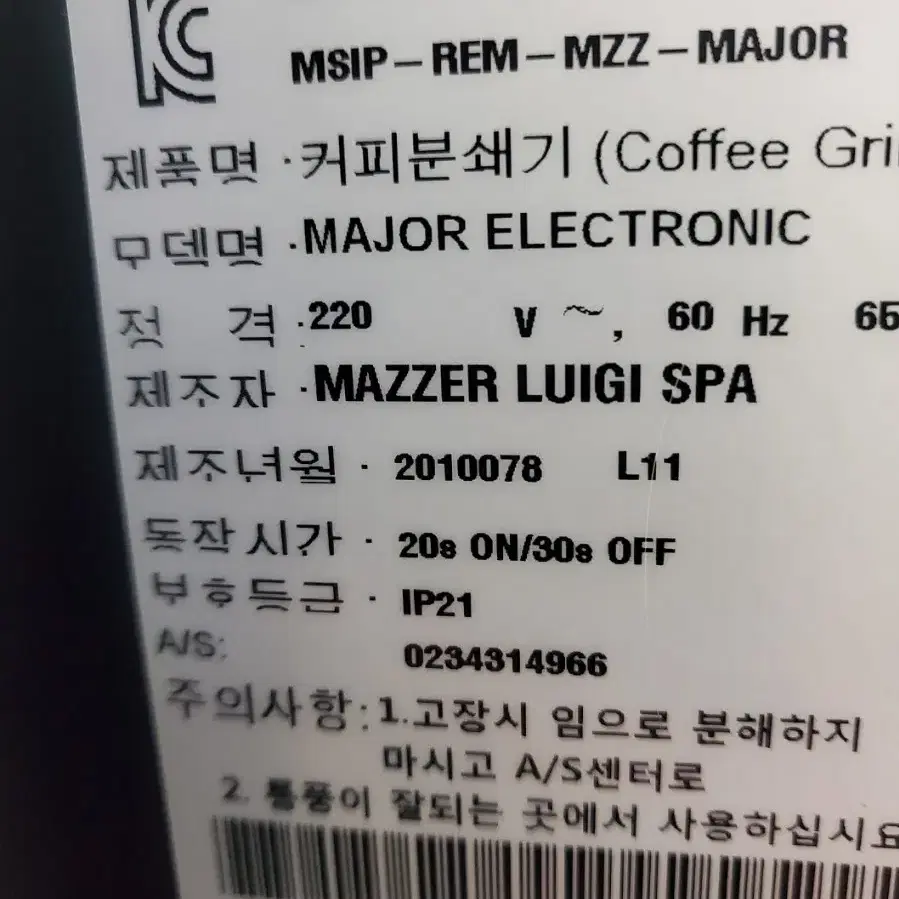 KC
MSIP-REM-MZZ-MAJOR
제품명 · 커피분쇄기 (Coffee Gri
모델명 · MAJOR ELECTRONIC
정 격 · 220 V ~, 60 Hz 65
제조자 · MAZZER LUIGI SPA
제조년월 · 2010078 L11
동작시간 · 20s ON/30s OFF
부호등급 · IP21
A/S: 0234314966
주의사항:1.고장시 임으로 분해하지
마시고 A/S센터로
2. 통풍이 잘되는 곳에서 사용하십시요